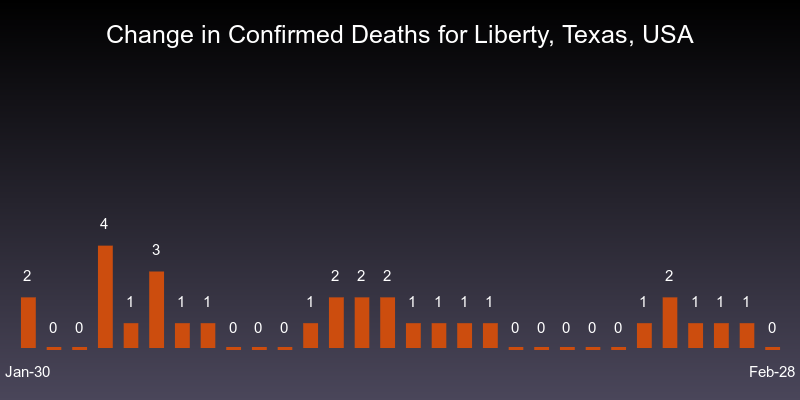 Change in Confirmed Deaths for Liberty, Texas, USA
2 0 0 4 1 3 1 1 0 0 0 1 2 2 2 1 1 1 1 0 0 0 0 0 1 2 1 1 1 0
Jan-30 Feb-28